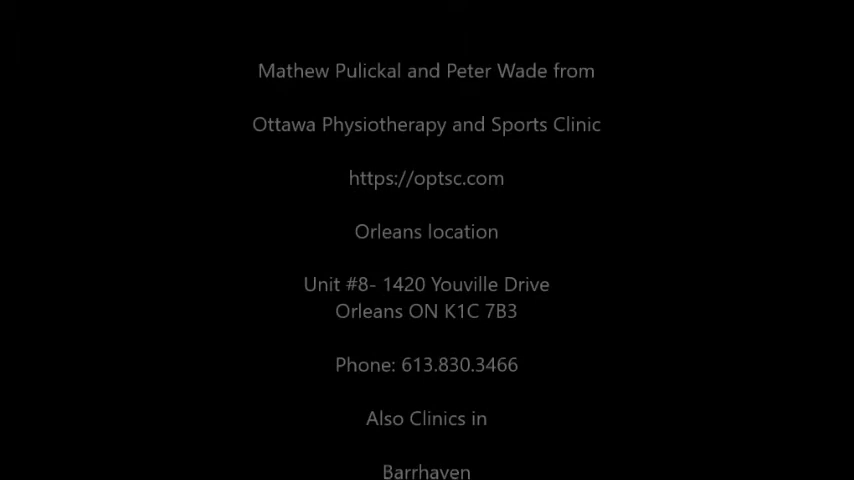 Mathew Pulickal and Peter Wade from
Ottawa Physiotherapy and Sports Clinic
https://optsc.com
Orleans location
Unit #8- 1420 Youville Drive
Orleans ON K1C 7B3
Phone: 613.830.3466
Also Clinics in
Barrhaven